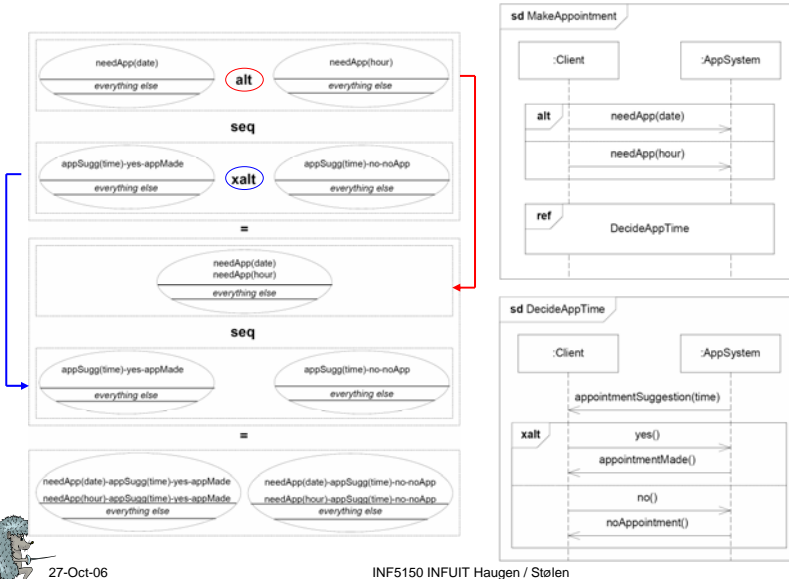 needApp(date)
everything else
alt
needApp(hour)
everything else
seq
appSugg(time)-yes-appMade
everything else
xalt
appSugg(time)-no-noApp
everything else
=
needApp(date)
needApp(hour)
everything else
seq
appSugg(time)-yes-appMade
everything else
appSugg(time)-no-noApp
everything else
=
needApp(date)-appSugg(time)-yes-appMade
needApp(hour)-appSugg(time)-yes-appMade
everything else
needApp(date)-appSugg(time)-no-noApp
needApp(hour)-appSugg(time)-no-noApp
everything else
sd MakeAppointment
:Client
:AppSystem
alt
needApp(date)
needApp(hour)
ref
DecideAppTime
sd DecideAppTime
:Client
:AppSystem
appointmentSuggestion(time)
xalt
yes()
appointmentMade()
no()
noAppointment()
27-Oct-06
INF5150 INFUIT Haugen / Stølen